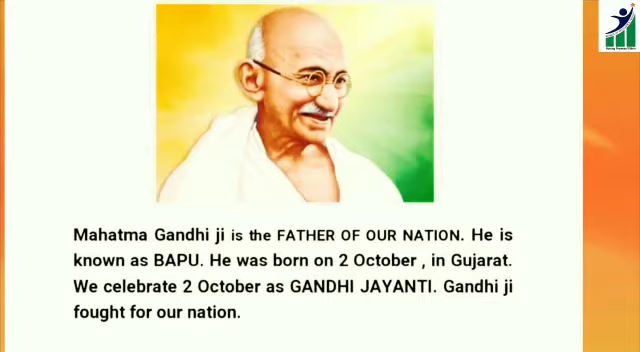 Mahatma Gandhi ji is the FATHER OF OUR NATION. He is
known as BAPU. He was born on 2 October , in Gujarat.
We celebrate 2 October as GANDHI JAYANTI. Gandhi ji
fought for our nation.